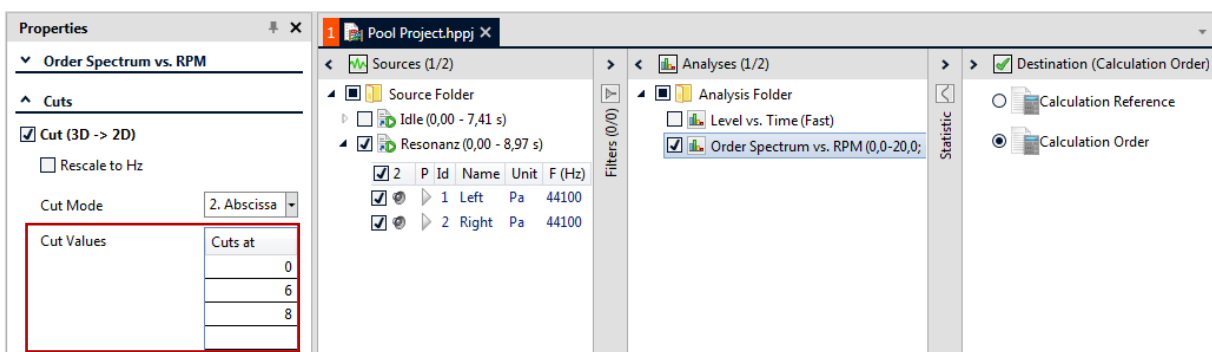 Properties
Order Spectrum vs. RPM
Cuts
Cut (3D -> 2D)
Rescale to Hz
Cut Mode 2. Abscissa
Cut Values Cuts at
0
6
8
1 Pool Project.hppj
Sources (1/2)
Source Folder
Idle (0,00 - 7,41 s)
Resonanz (0,00 - 8,97 s)
2 P Id Name Unit F (Hz)
1 Left Pa 44100
2 Right Pa 44100
Filters (0/0)
Analyses (1/2)
Analysis Folder
Level vs. Time (Fast)
Order Spectrum vs. RPM (0,0-20,0;
Statistic
Destination (Calculation Order)
Calculation Reference
Calculation Order